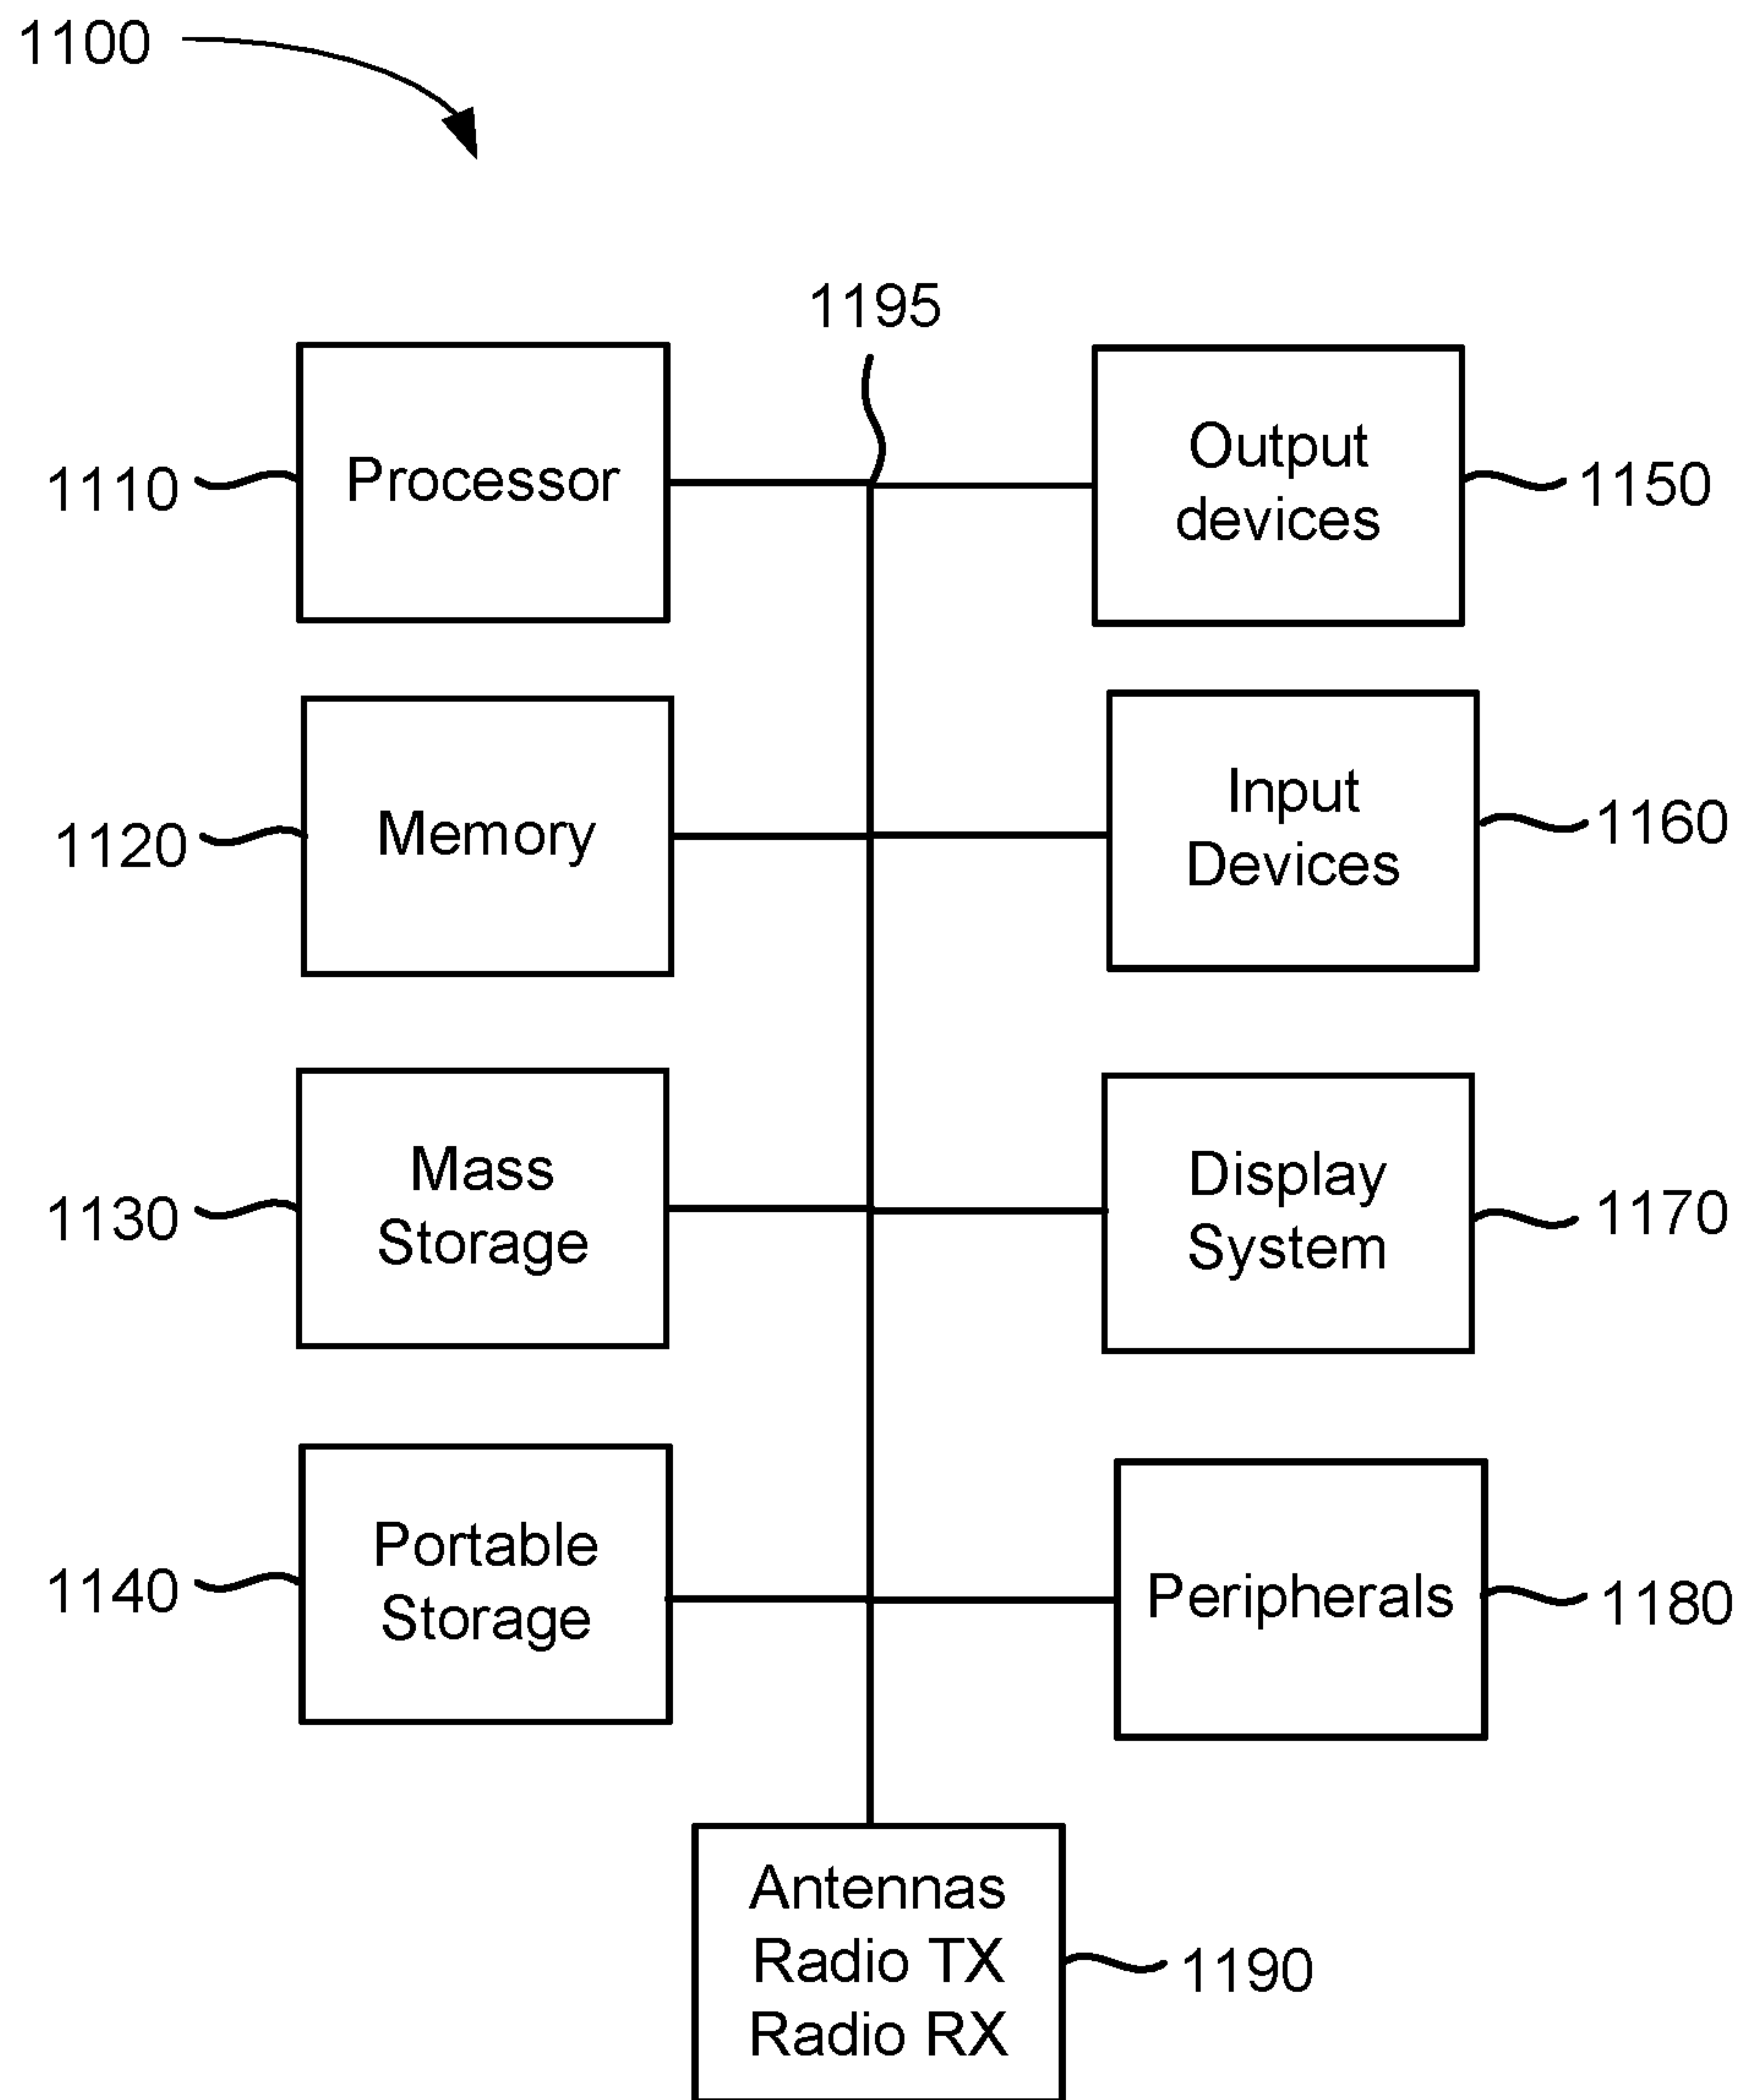 1100
1195
1110
Processor
Output
devices
1150
1120
Memory
Input
Devices
1160
1130
Mass
Storage
Display
System
1170
1140
Portable
Storage
Peripherals
1180
Antennas
Radio TX
Radio RX
1190